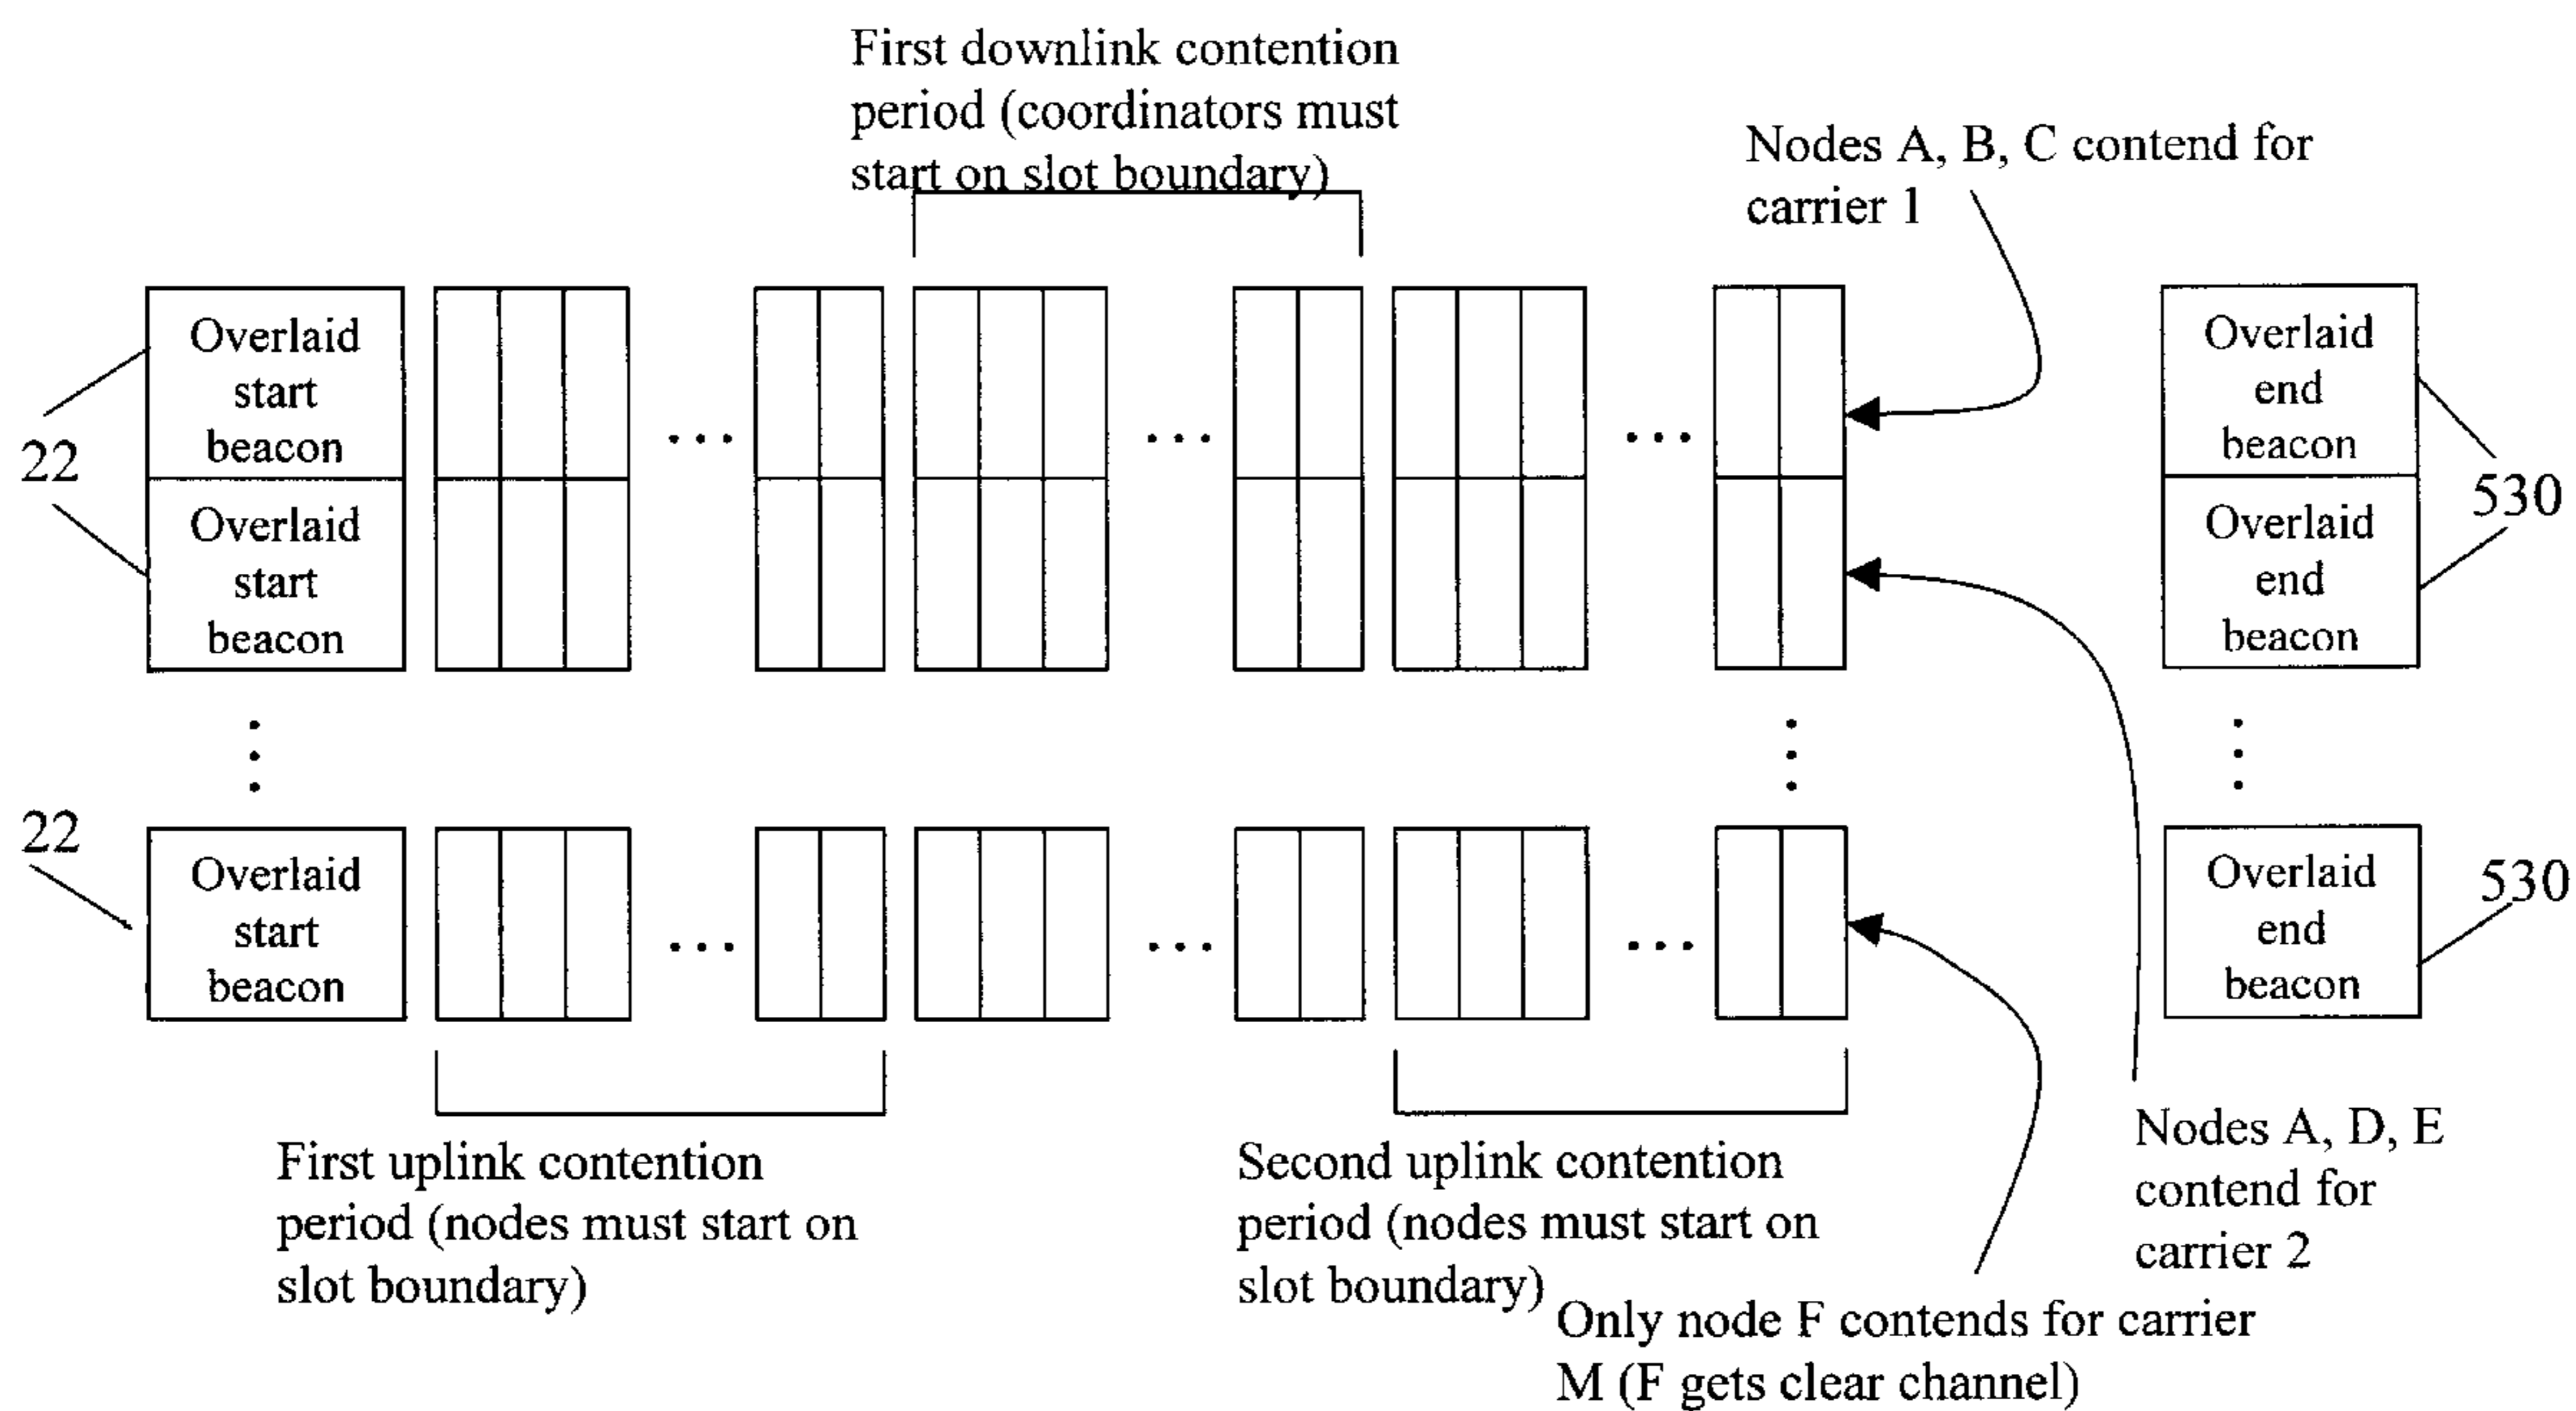 First downlink contention
period (coordinators must
start on slot boundary)
Nodes A, B, C contend for
carrier 1
Overlaid
start
beacon
Overlaid
end
beacon
22
530
Overlaid
start
beacon
Overlaid
end
beacon
22
Overlaid
start
beacon
Overlaid
end
beacon
530
First uplink contention
period (nodes must start on
slot boundary)
Second uplink contention
period (nodes must start on
slot boundary)
Nodes A, D, E
contend for
carrier 2
Only node F contends for carrier
M (F gets clear channel)